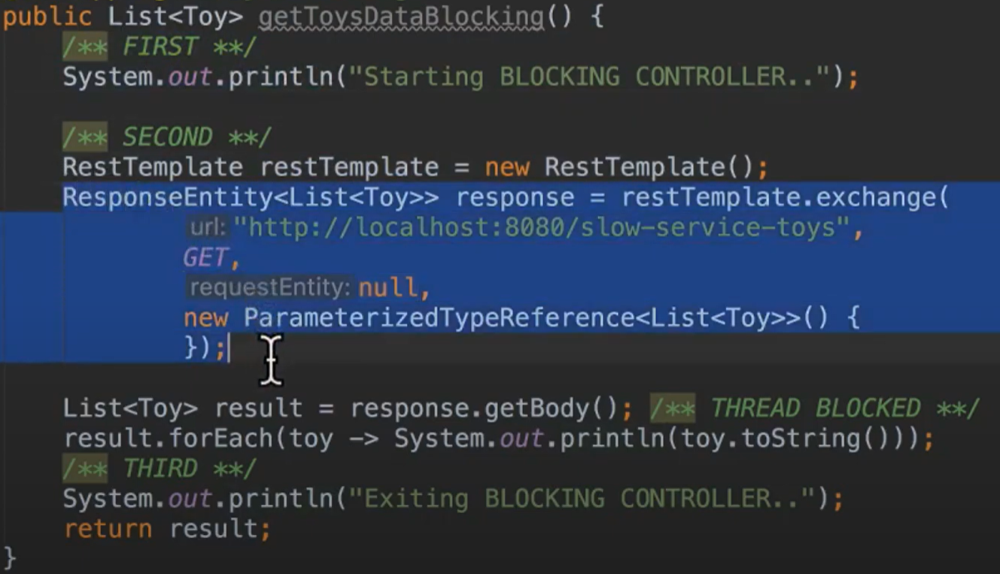 public List<Toy> getToysDataBlocking() {
/** FIRST **/
System.out.println("Starting BLOCKING CONTROLLER..");
/** SECOND **/
RestTemplate restTemplate = new RestTemplate();
ResponseEntity<List<Toy>> response = restTemplate.exchange(
url: "http://localhost:8080/slow-service-toys",
GET,
requestEntity: null,
new ParameterizedTypeReference<List<Toy>>() {
});
List<Toy> result = response.getBody(); /** THREAD BLOCKED **/
result.forEach(toy -> System.out.println(toy.toString()));
/** THIRD **/
System.out.println("Exiting BLOCKING CONTROLLER..");
return result;
}